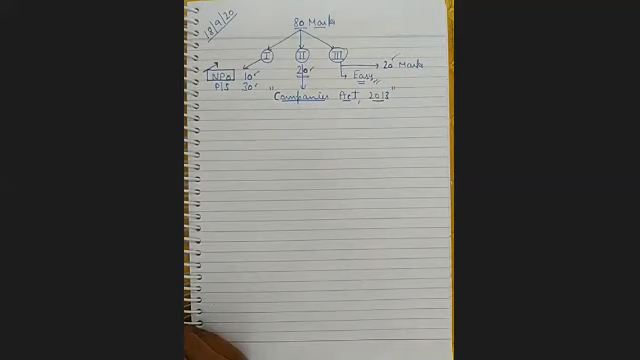 18/9/20
80 Marks
I II III
NPO 10 20 20 Marks
P/S 30 Easy
"Companies Act, 2013"